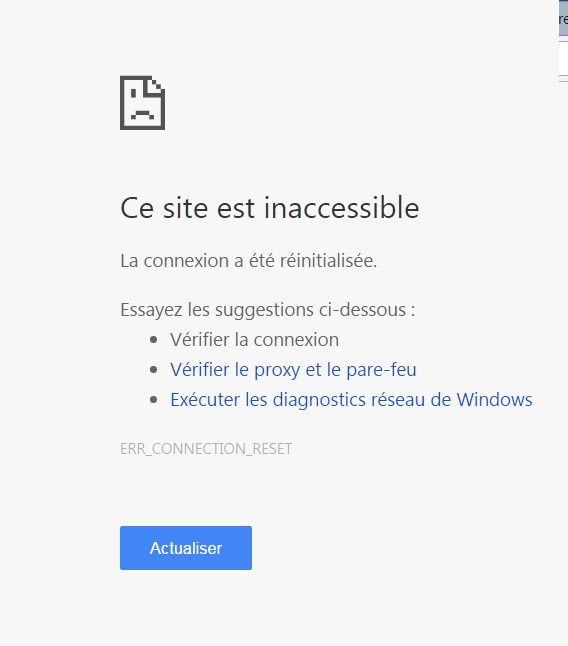 re
Ce site est inaccessible
La connexion a été réinitialisée.
Essayez les suggestions ci-dessous :
Vérifier la connexion
Vérifier le proxy et le pare-feu
Exécuter les diagnostics réseau de Windows
ERR_CONNECTION_RESET
Actualiser